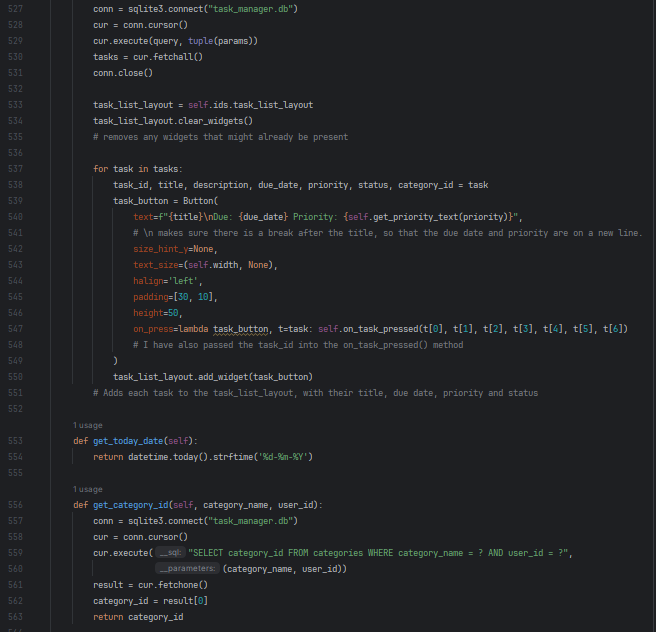 527 conn = sqlite3.connect("task_manager.db")
528 cur = conn.cursor()
529 cur.execute(query, tuple(params))
530 tasks = cur.fetchall()
531 conn.close()
532
533 task_list_layout = self.ids.task_list_layout
534 task_list_layout.clear_widgets()
535 # removes any widgets that might already be present
536
537 for task in tasks:
538 task_id, title, description, due_date, priority, status, category_id = task
539 task_button = Button(
540 text=f"{title}\nDue: {due_date} Priority: {self.get_priority_text(priority)}",
541 # \n makes sure there is a break after the title, so that the due date and priority are on a new line.
542 size_hint_y=None,
543 text_size=(self.width, None),
544 halign='left',
545 padding=[30, 10],
546 height=50,
547 on_press=lambda task_button, t=task: self.on_task_pressed(t[0], t[1], t[2], t[3], t[4], t[5], t[6])
548 # I have also passed the task_id into the on_task_pressed() method
549 )
550 task_list_layout.add_widget(task_button)
551 # Adds each task to the task_list_layout, with their title, due date, priority and status
552
1 usage
553 def get_today_date(self):
554 return datetime.today().strftime('%d-%m-%Y')
555
1 usage
556 def get_category_id(self, category_name, user_id):
557 conn = sqlite3.connect("task_manager.db")
558 cur = conn.cursor()
559 cur.execute( __sql: "SELECT category_id FROM categories WHERE category_name = ? AND user_id = ?",
560 __parameters: (category_name, user_id))
561 result = cur.fetchone()
562 category_id = result[0]
563 return category_id